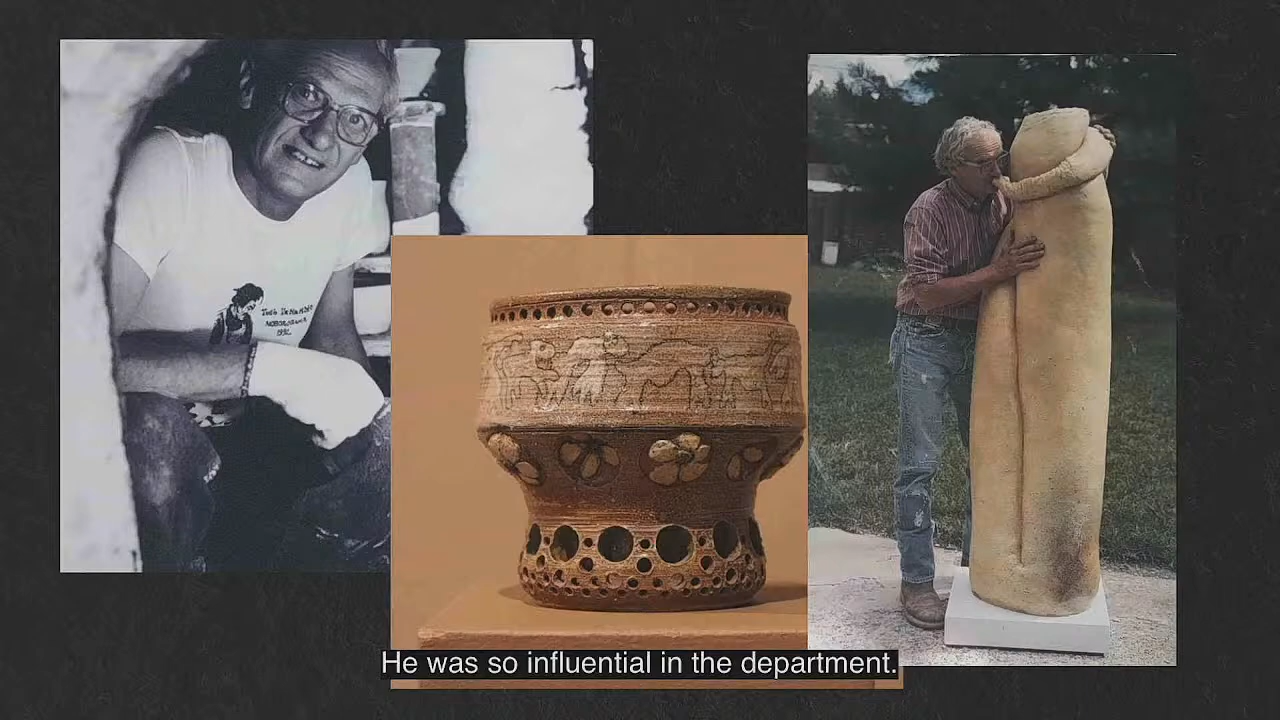 He was so influential in the department.